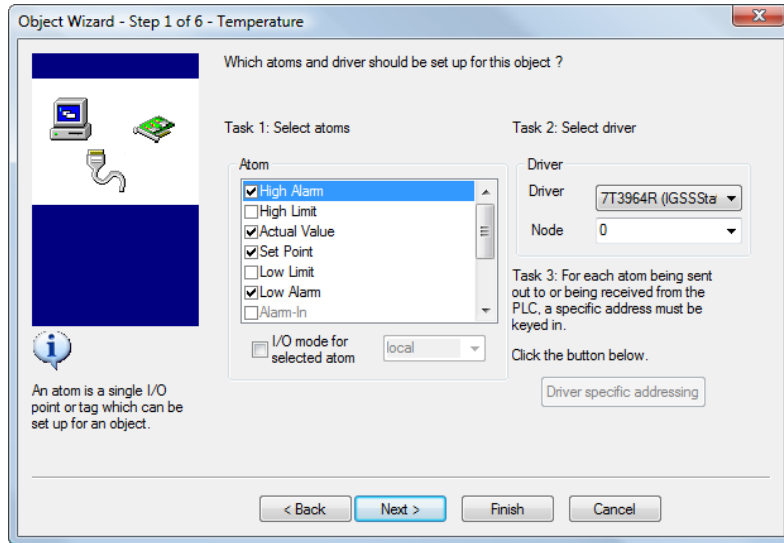 Object Wizard - Step 1 of 6 - Temperature
Which atoms and driver should be set up for this object ?
Task 1: Select atoms
Atom
High Alarm
High Limit
Actual Value
Set Point
Low Limit
Low Alarm
Alarm-In
I/O mode for
selected atom
local
Task 2: Select driver
Driver
Driver
7T3964R (IGSSSta
Node
0
Task 3: For each atom being sent
out to or being received from the
PLC, a specific address must be
keyed in.
Click the button below.
Driver specific addressing
An atom is a single I/O
point or tag which can be
set up for an object.
< Back
Next >
Finish
Cancel